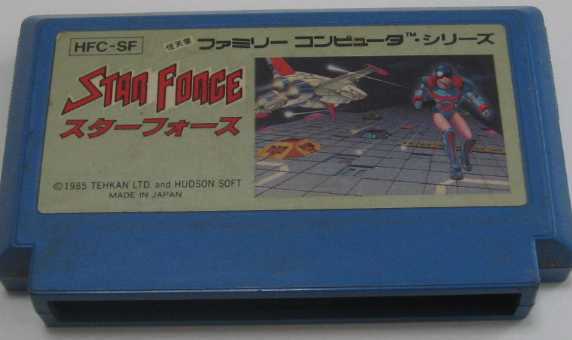 HFC-SF
任天堂 ファミリー コンピュータ™・シリーズ
STAR FORCE
スターフォース
©1985 TEHKAN LTD. and HUDSON SOFT
MADE IN JAPAN